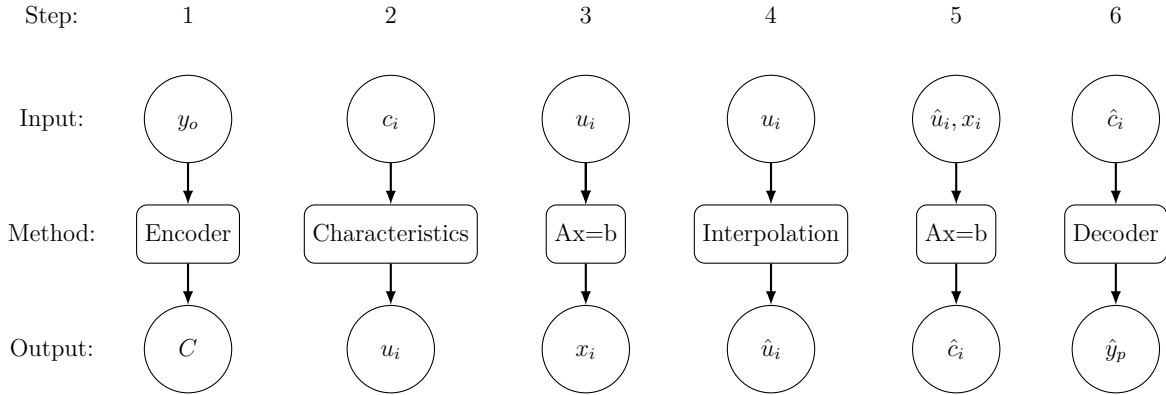 Step: 1 2 3 4 5 6
Input: y_o c_i u_i u_i û_i, x_i ĉ_i
Method: Encoder Characteristics Ax=b Interpolation Ax=b Decoder
Output: C u_i x_i û_i ĉ_i ŷ_p